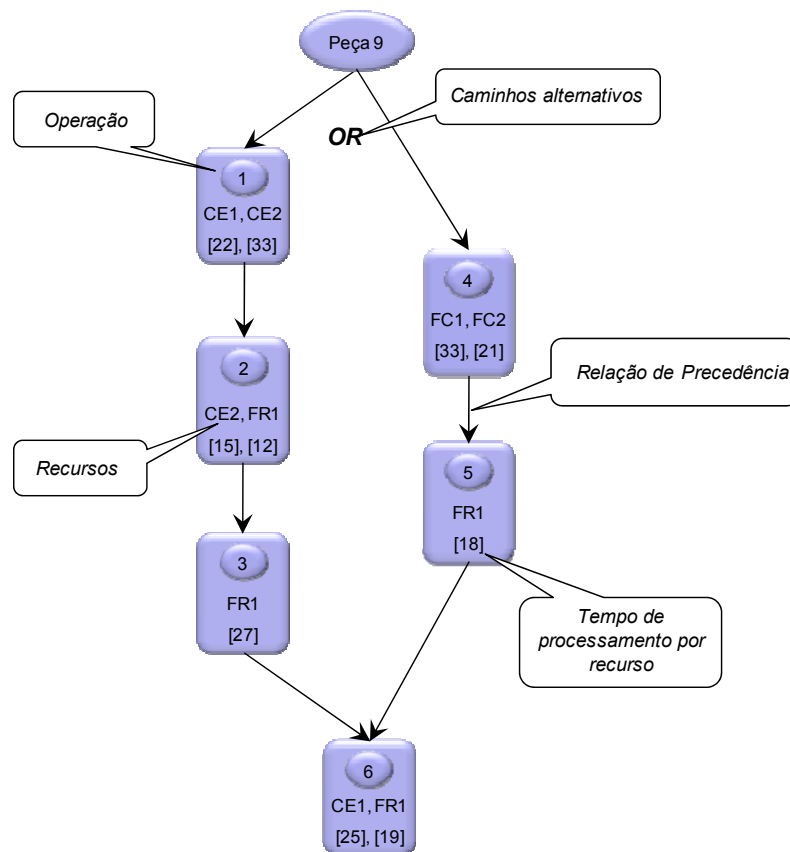 Peça 9
Caminhos alternativos
Operação
OR
1
CE1, CE2
[22], [33]
4
FC1, FC2
[33], [21]
2
CE2, FR1
[15], [12]
Relação de Precedência
Recursos
5
FR1
[18]
3
FR1
[27]
Tempo de
processamento por
recurso
6
CE1, FR1
[25], [19]